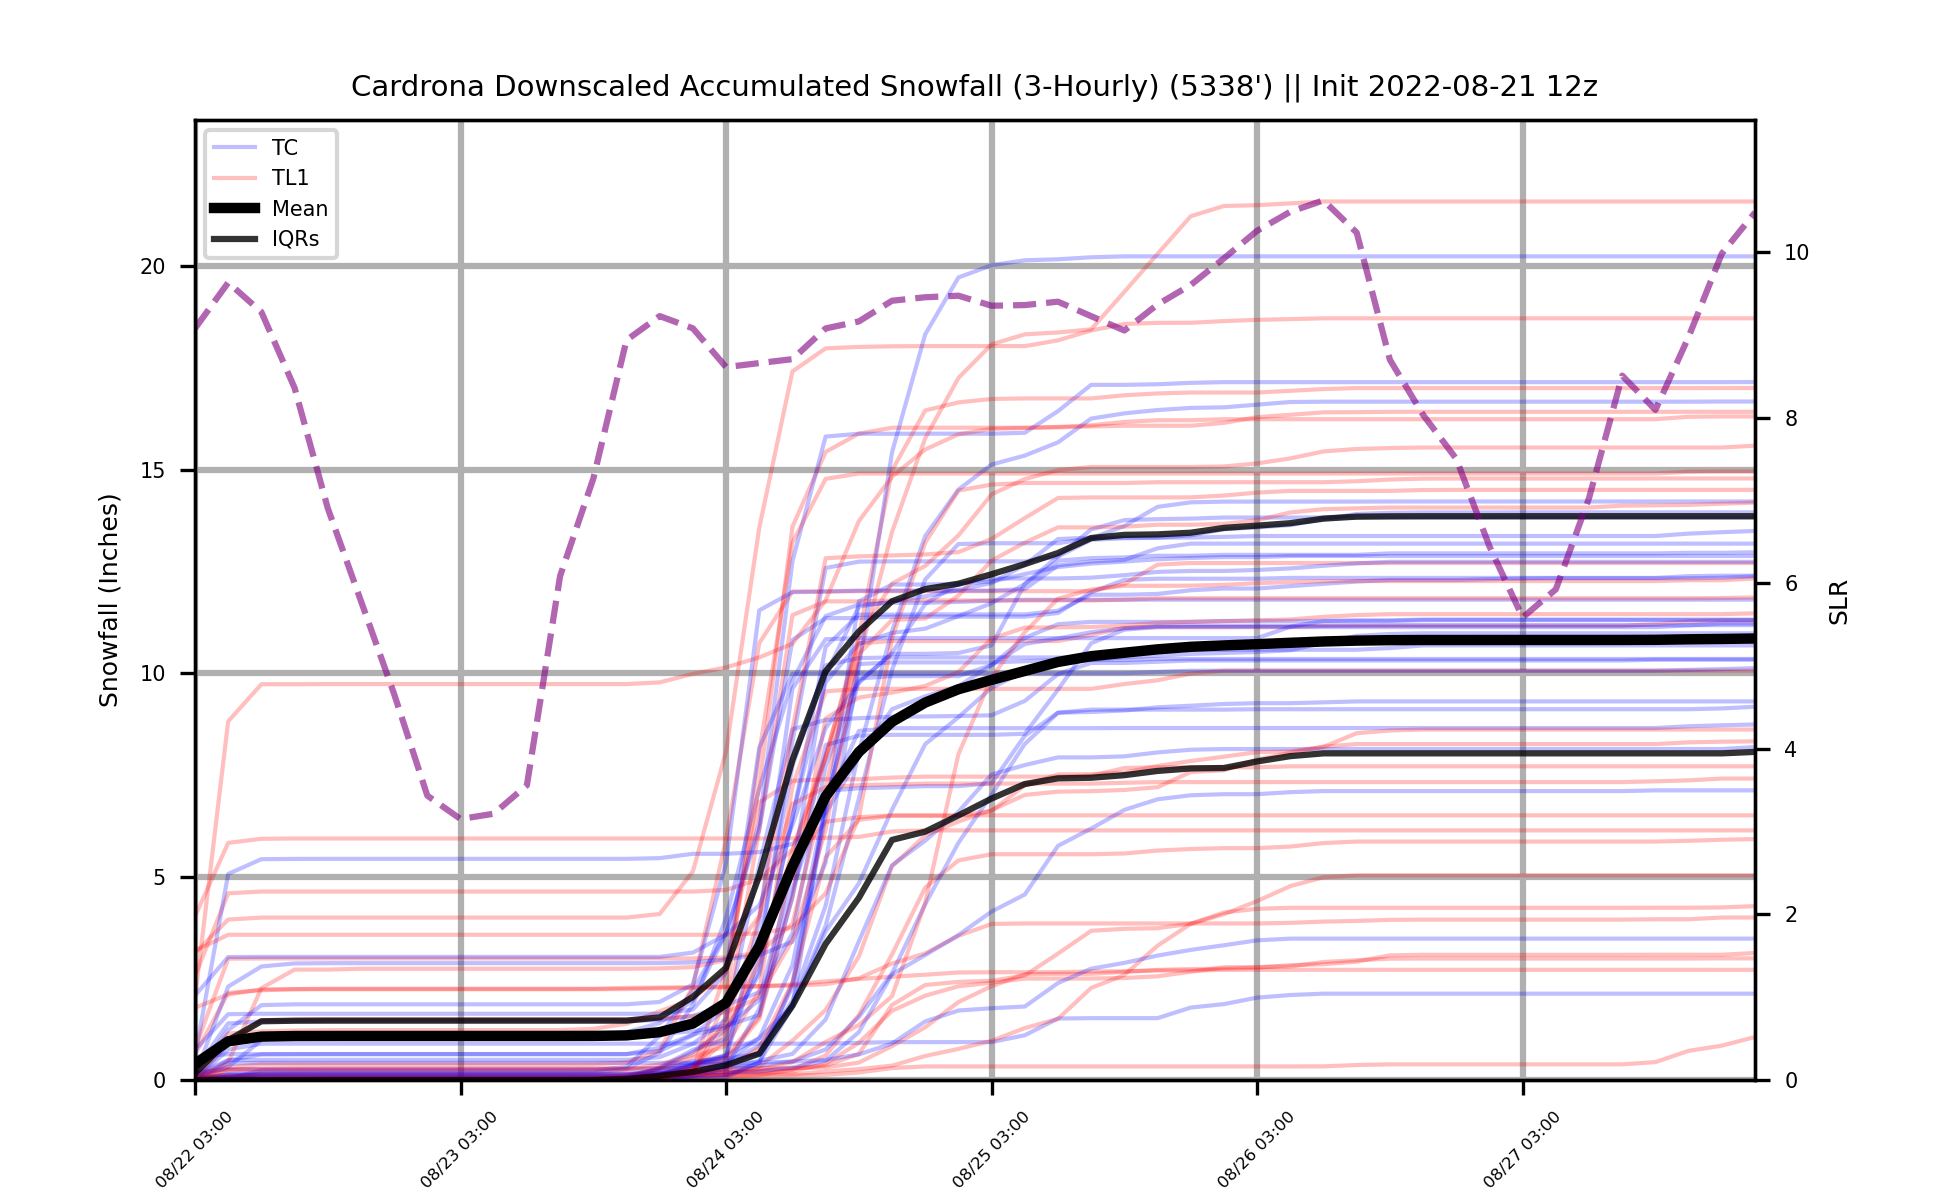 Cardrona Downscaled Accumulated Snowfall (3-Hourly) (5338') || Init 2022-08-21 12z
TC
TL1
Mean
IQRs
Snowfall (Inches)
20
15
10
5
0
SLR
10
8
6
4
2
0
08/22 03:00
08/23 03:00
08/24 03:00
08/25 03:00
08/26 03:00
08/27 03:00